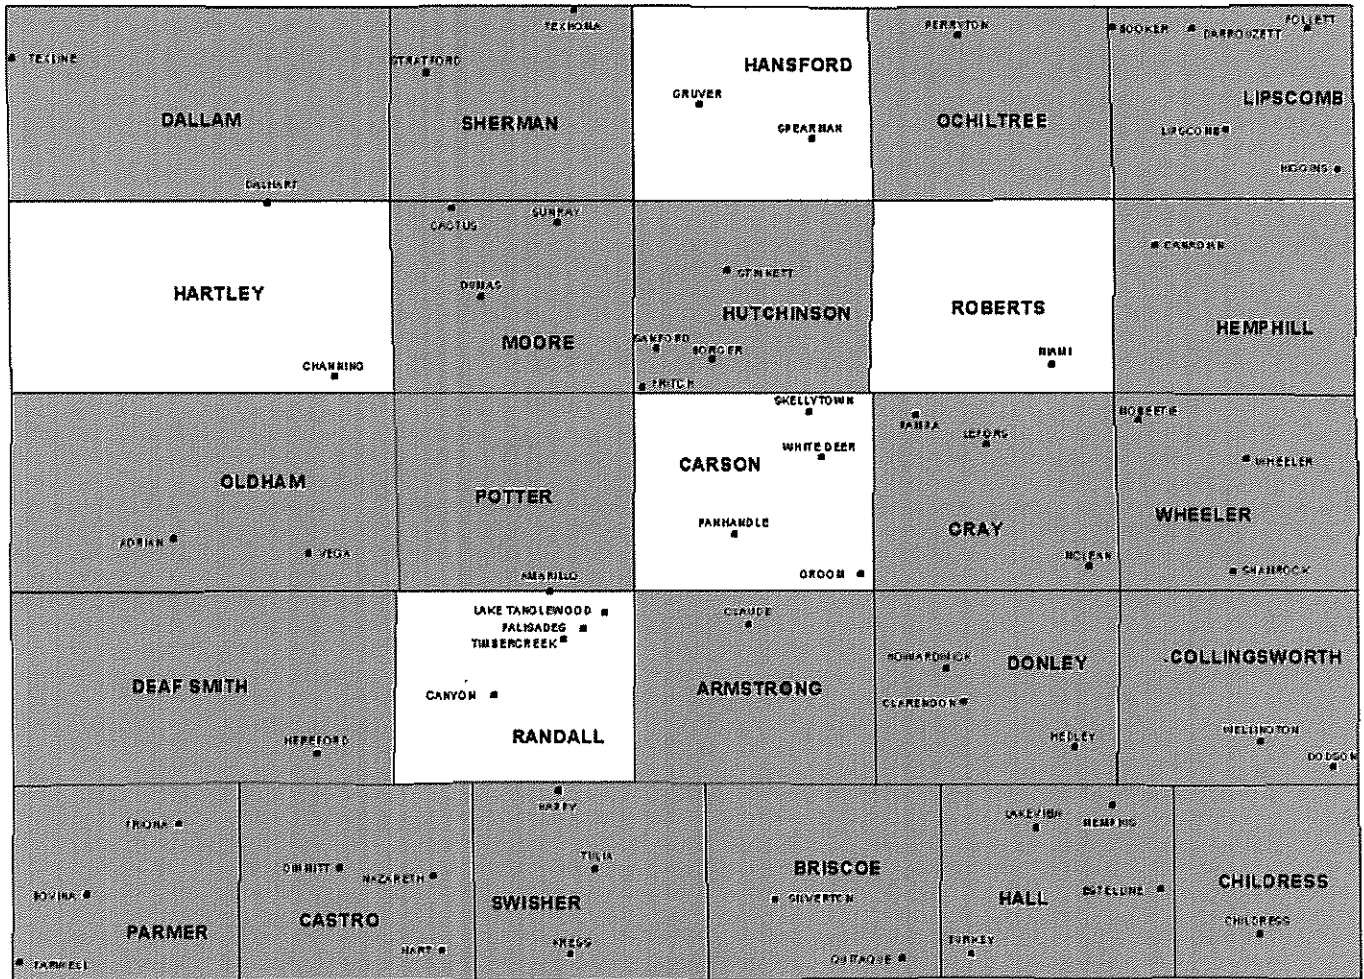 TEXHOMA
PERRYTON
BOOKER
DARROUZETT
FOLLETT
TEXLINE
STRATFORD
HANSFORD
GRUVER
LIPSCOMB
DALLAM
SHERMAN
SPEARMAN
OCHILTREE
LIPSCOMB
HIGGINS
DALHART
CACTUS
SUNRAY
CANADIAN
STINNETT
HARTLEY
DUMAS
HUTCHINSON
ROBERTS
HEMPHILL
MOORE
SANFORD
BORGER
MIAMI
CHANNING
FRITCH
SKELLYTOWN
PAMPA
LEFORS
MOBEETIE
WHITE DEER
CARSON
WHEELER
OLDHAM
POTTER
WHEELER
PANHANDLE
GRAY
ADRIAN
VEGA
MCLEAN
SHAMROCK
AMARILLO
GROOM
LAKE TANGLEWOOD
CLAUDE
PALISADES
TIMBERCREEK
HOWARDWICK
DONLEY
COLLINGSWORTH
DEAF SMITH
CANYON
ARMSTRONG
CLARENDON
RANDALL
HEREFORD
HEDLEY
WELLINGTON
DODSON
HAPPY
LAKEVIEW
MEMPHIS
FRIONA
TULIA
DIMMITT
NAZARETH
BRISCOE
BOVINA
SWISHER
SILVERTON
HALL
ESTELLINE
CHILDRESS
PARMER
CASTRO
CHILDRESS
HART
KRESS
TURKEY
FARWELL
QUITAQUE